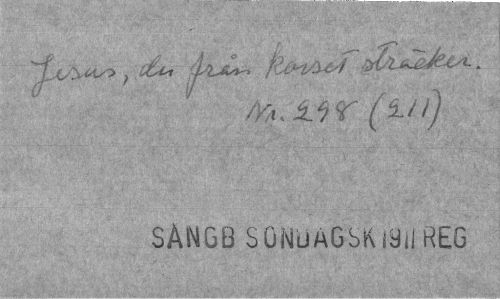 Jesus, du från korset sträcker.
Nr. 298 (211)
SÅNGB SÖNDAGSK 1911 REG